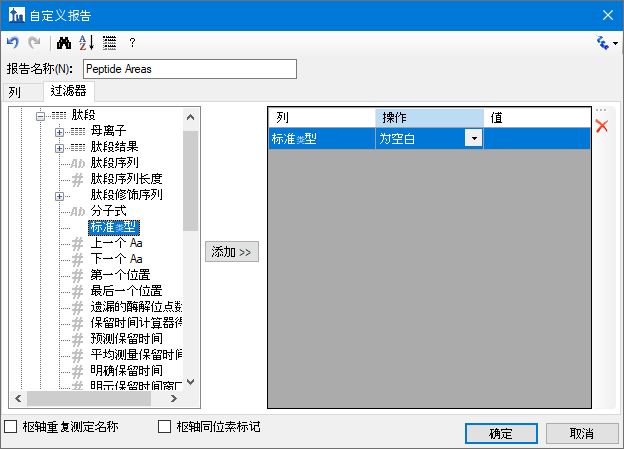 自定义报告
?
报告名称(N):
Peptide Areas
列
过滤器
肽段
母离子
肽段结果
Ab 肽段序列
# 肽段序列长度
肽段修饰序列
Ab 分子式
标准类型
# 上一个 Aa
# 下一个 Aa
# 第一个位置
# 最后一个位置
# 遗漏的酶解位点数
# 保留时间计算器得
# 预测保留时间
# 平均测量保留时间
# 明确保留时间
# 明示保留时间窗口
添加 >>
列 操作 值
标准类型 为空白
枢轴重复测定名称
枢轴同位素标记
确定
取消